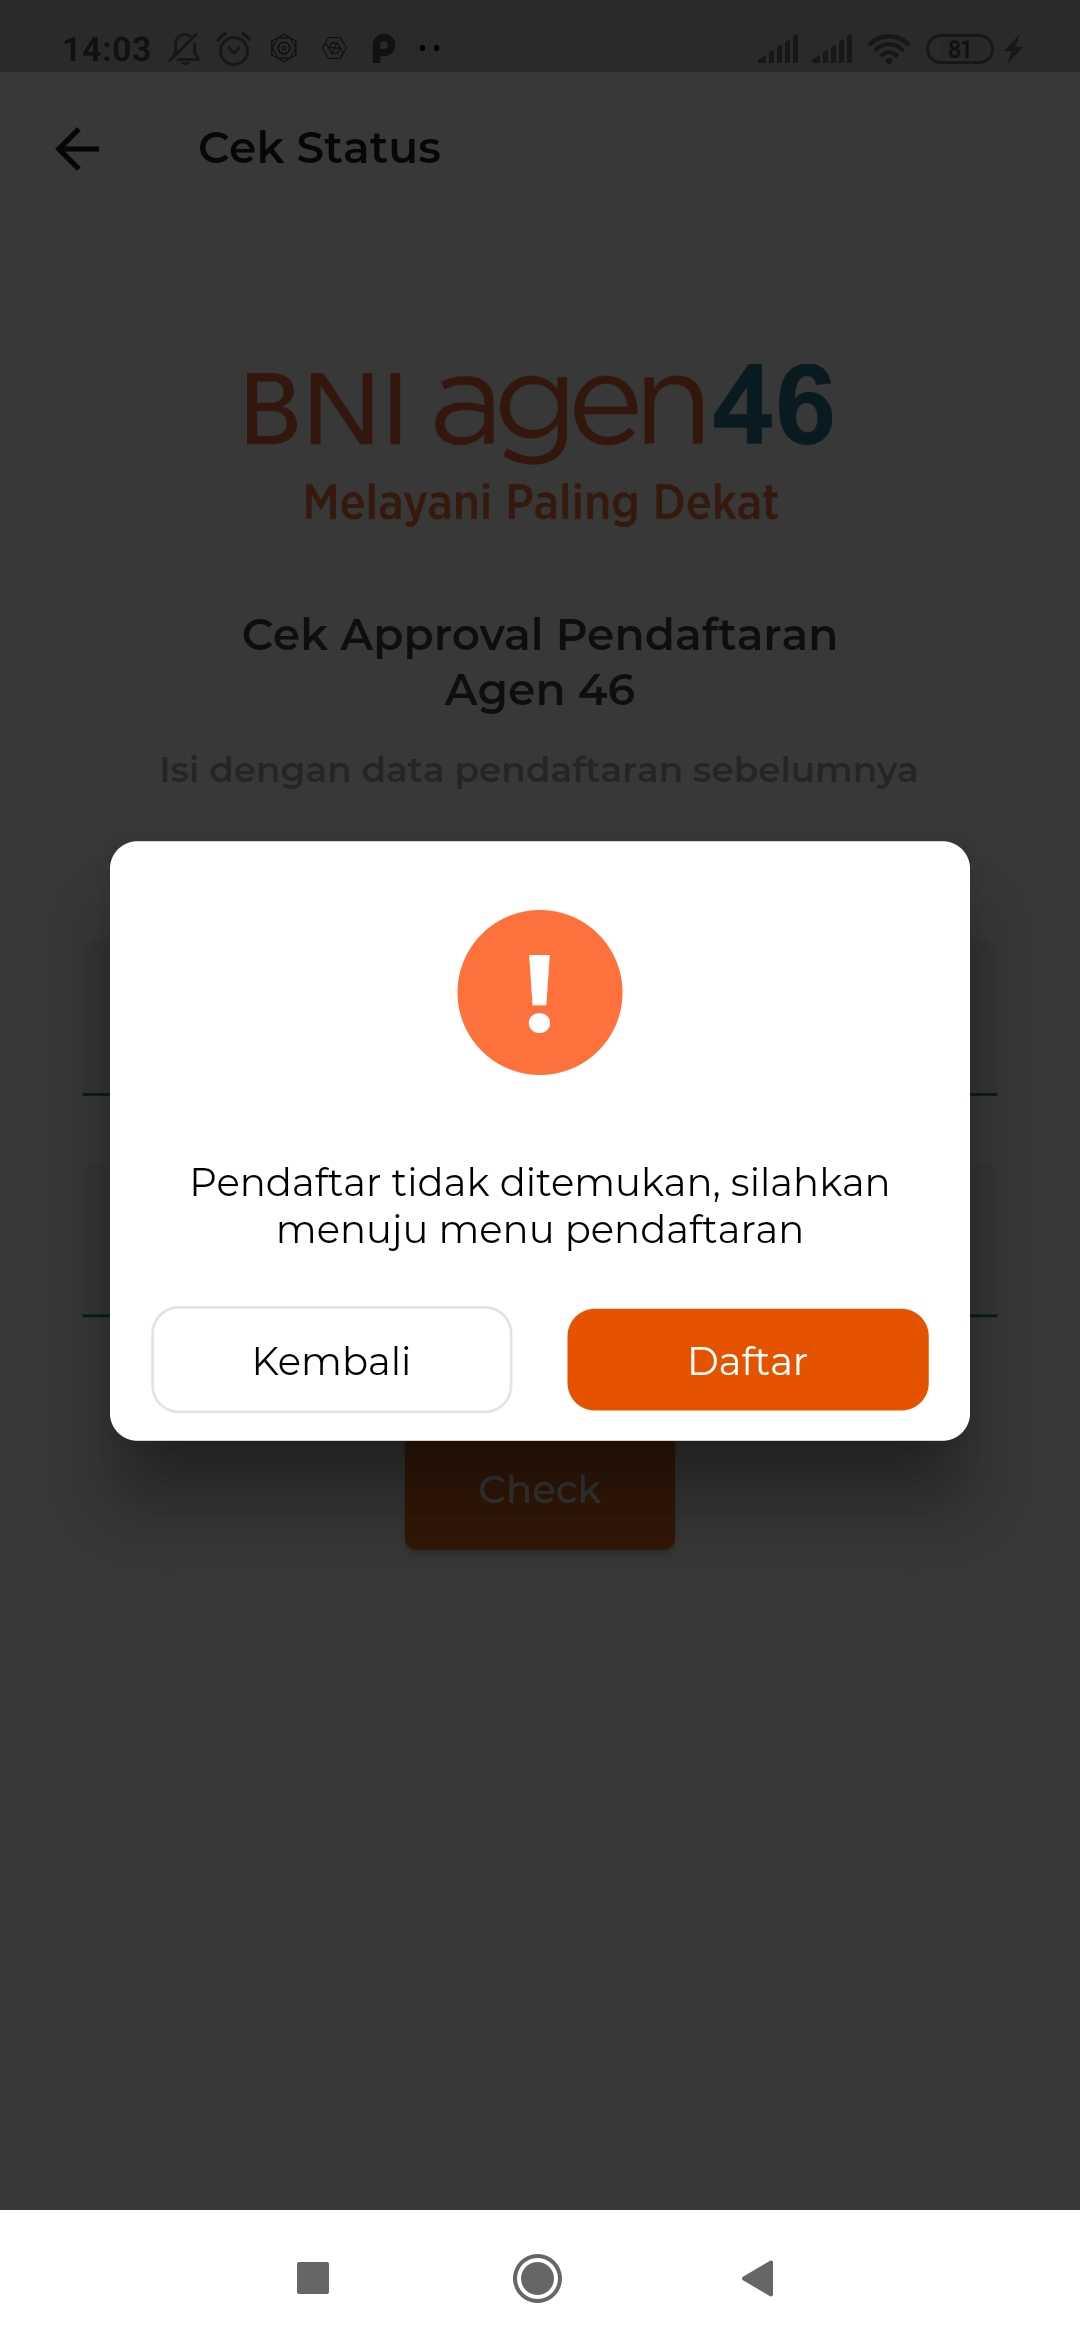 14:03
81
Cek Status
BNI agen46
Melayani Paling Dekat
Cek Approval Pendaftaran
Agen 46
Isi dengan data pendaftaran sebelumnya
!
Pendaftar tidak ditemukan, silahkan
menuju menu pendaftaran
Kembali
Daftar
Check